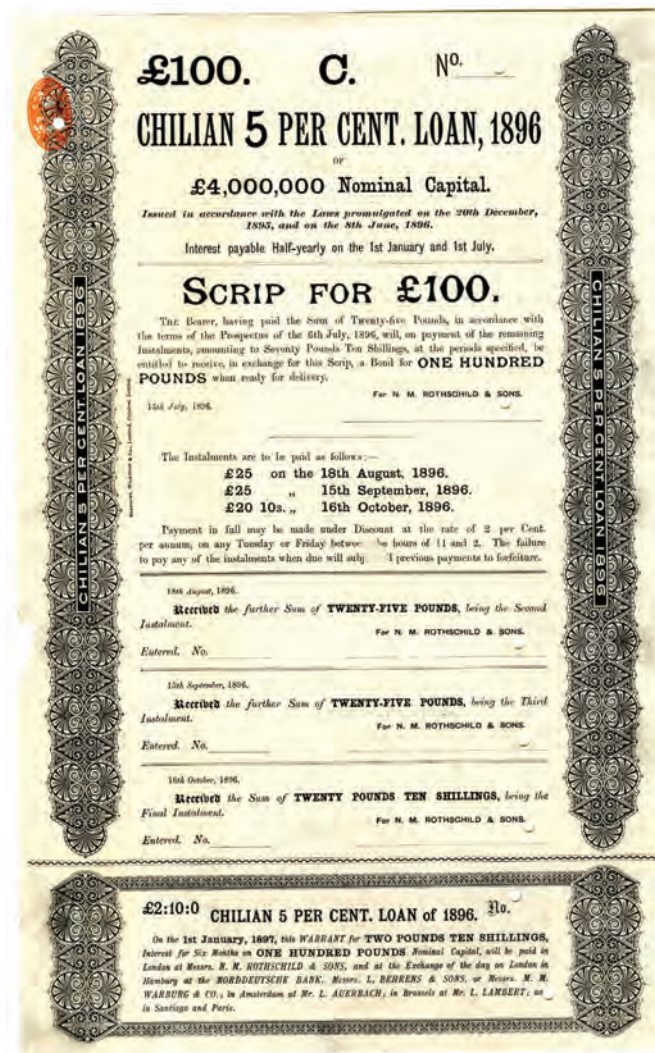 £100. C. No.
CHILIAN 5 PER CENT. LOAN, 1896
OF
£4,000,000 Nominal Capital.
Issued in accordance with the Laws promulgated on the 20th December,
1895, and on the 8th June, 1896.
Interest payable Half-yearly on the 1st January and 1st July.
SCRIP FOR £100.
THE Bearer, having paid the Sum of Twenty-five Pounds, in accordance with
the terms of the Prospectus of the 6th July, 1896, will, on payment of the remaining
Instalments, amounting to Seventy Pounds Ten Shillings, at the periods specified, be
entitled to receive, in exchange for this Scrip, a Bond for ONE HUNDRED
POUNDS when ready for delivery.
For N. M. ROTHSCHILD & SONS.
15th July, 1896.
The Instalments are to be paid as follows:—
£25 on the 18th August, 1896.
£25 „ 15th September, 1896.
£20 10s. „ 16th October, 1896.
Payment in full may be made under Discount at the rate of 2 per Cent.
per annum, on any Tuesday or Friday betwee he hours of 11 and 2. The failure
to pay any of the instalments when due will subj l previous payments to forfeiture.
18th August, 1896.
Received the further Sum of TWENTY-FIVE POUNDS, being the Second
Instalment.
For N. M. ROTHSCHILD & SONS.
Entered. No.
15th September, 1896.
Received the further Sum of TWENTY-FIVE POUNDS, being the Third
Instalment.
For N. M. ROTHSCHILD & SONS.
Entered. No.
16th October, 1896.
Received the Sum of TWENTY POUNDS TEN SHILLINGS, being the
Final Instalment.
For N. M. ROTHSCHILD & SONS.
Entered. No.
CHILIAN 5 PER CENT. LOAN 1896
CHILIAN 5 PER CENT LOAN 1896
£2:10:0 CHILIAN 5 PER CENT. LOAN of 1896. No.
On the 1st January, 1897, this WARRANT for TWO POUNDS TEN SHILLINGS,
Interest for Six Months on ONE HUNDRED POUNDS Nominal Capital, will be paid in
London at Messrs. N. M. ROTHSCHILD & SONS, and at the Exchange of the day on London in
Hamburg at the NORDDEUTSCHE BANK, Messrs. L. BEHRENS & SONS, or Messrs. M. M.
WARBURG & CO.; in Amsterdam at Mr. L. AUERBACH; in Brussels at Mr. L. LAMBERT; or
in Santiago and Paris.